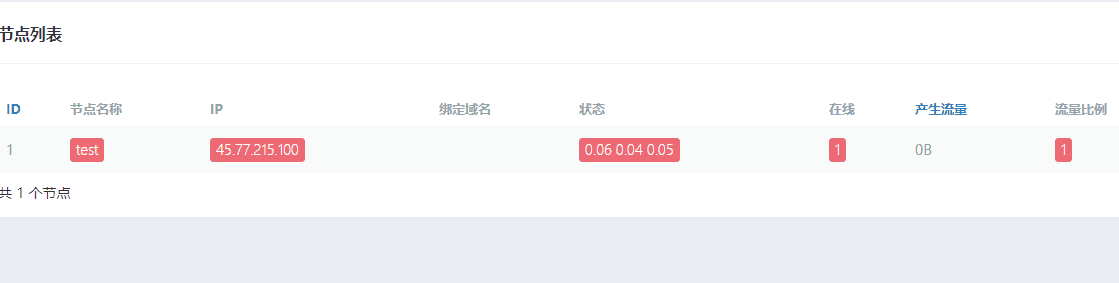 节点列表
ID 节点名称 IP 绑定域名 状态 在线 产生流量 流量比例
1 test 45.77.215.100 0.06 0.04 0.05 1 0B 1
共 1 个节点